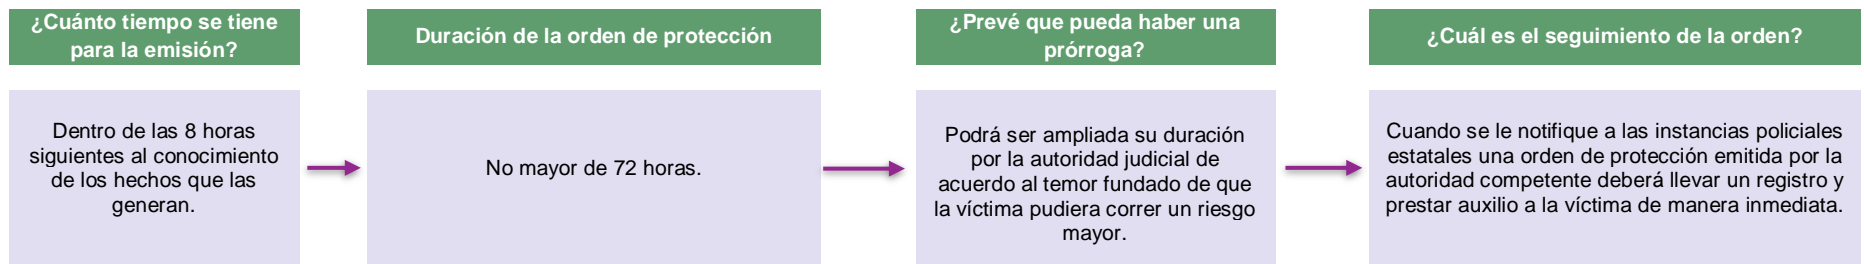 ¿Cuánto tiempo se tiene
para la emisión?
Duración de la orden de protección
¿Prevé que pueda haber una
prórroga?
¿Cuál es el seguimiento de la orden?
Dentro de las 8 horas
siguientes al conocimiento
de los hechos que las
generan.
No mayor de 72 horas.
Podrá ser ampliada su duración
por la autoridad judicial de
acuerdo al temor fundado de que
la víctima pudiera correr un riesgo
mayor.
Cuando se le notifique a las instancias policiales
estatales una orden de protección emitida por la
autoridad competente deberá llevar un registro y
prestar auxilio a la víctima de manera inmediata.